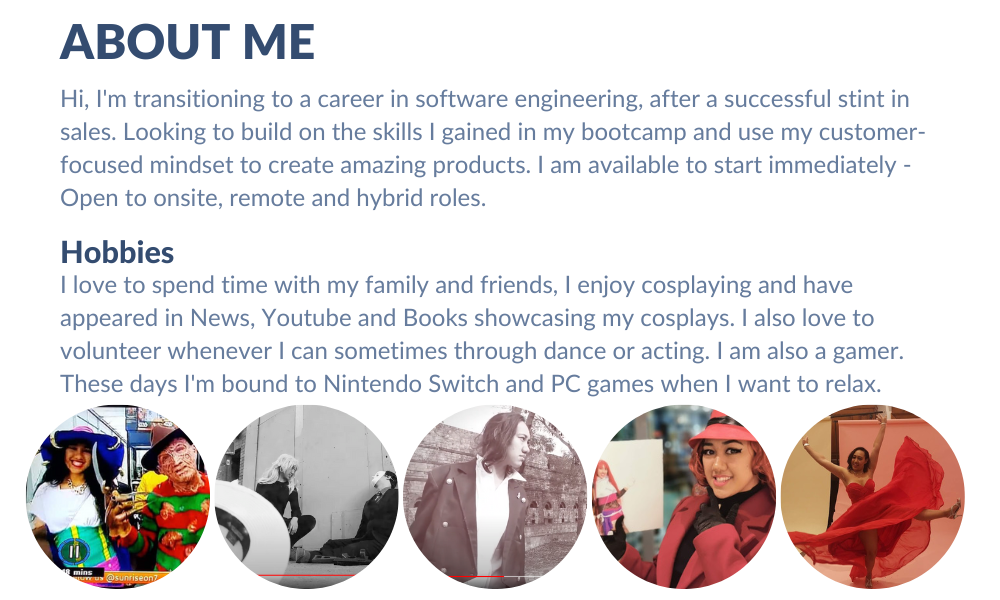 ABOUT ME
Hi, I'm transitioning to a career in software engineering, after a successful stint in
sales. Looking to build on the skills I gained in my bootcamp and use my customer-
focused mindset to create amazing products. I am available to start immediately -
Open to onsite, remote and hybrid roles.
Hobbies
I love to spend time with my family and friends, I enjoy cosplaying and have
appeared in News, Youtube and Books showcasing my cosplays. I also love to
volunteer whenever I can sometimes through dance or acting. I am also a gamer.
These days I'm bound to Nintendo Switch and PC games when I want to relax.
mins
us @sunriseon7